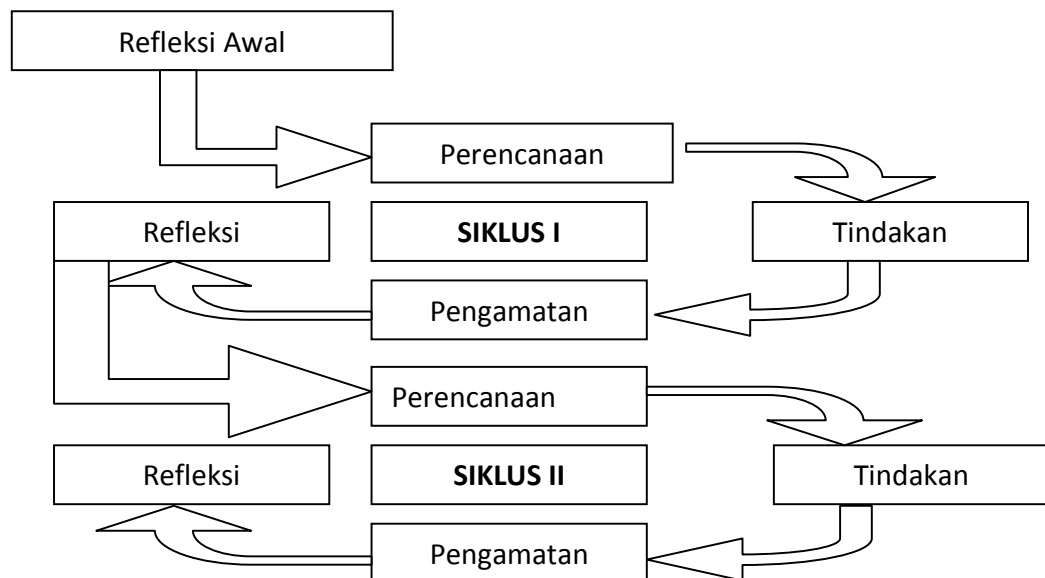 Refleksi Awal
Perencanaan
Refleksi
SIKLUS I
Tindakan
Pengamatan
Perencanaan
Refleksi
SIKLUS II
Tindakan
Pengamatan